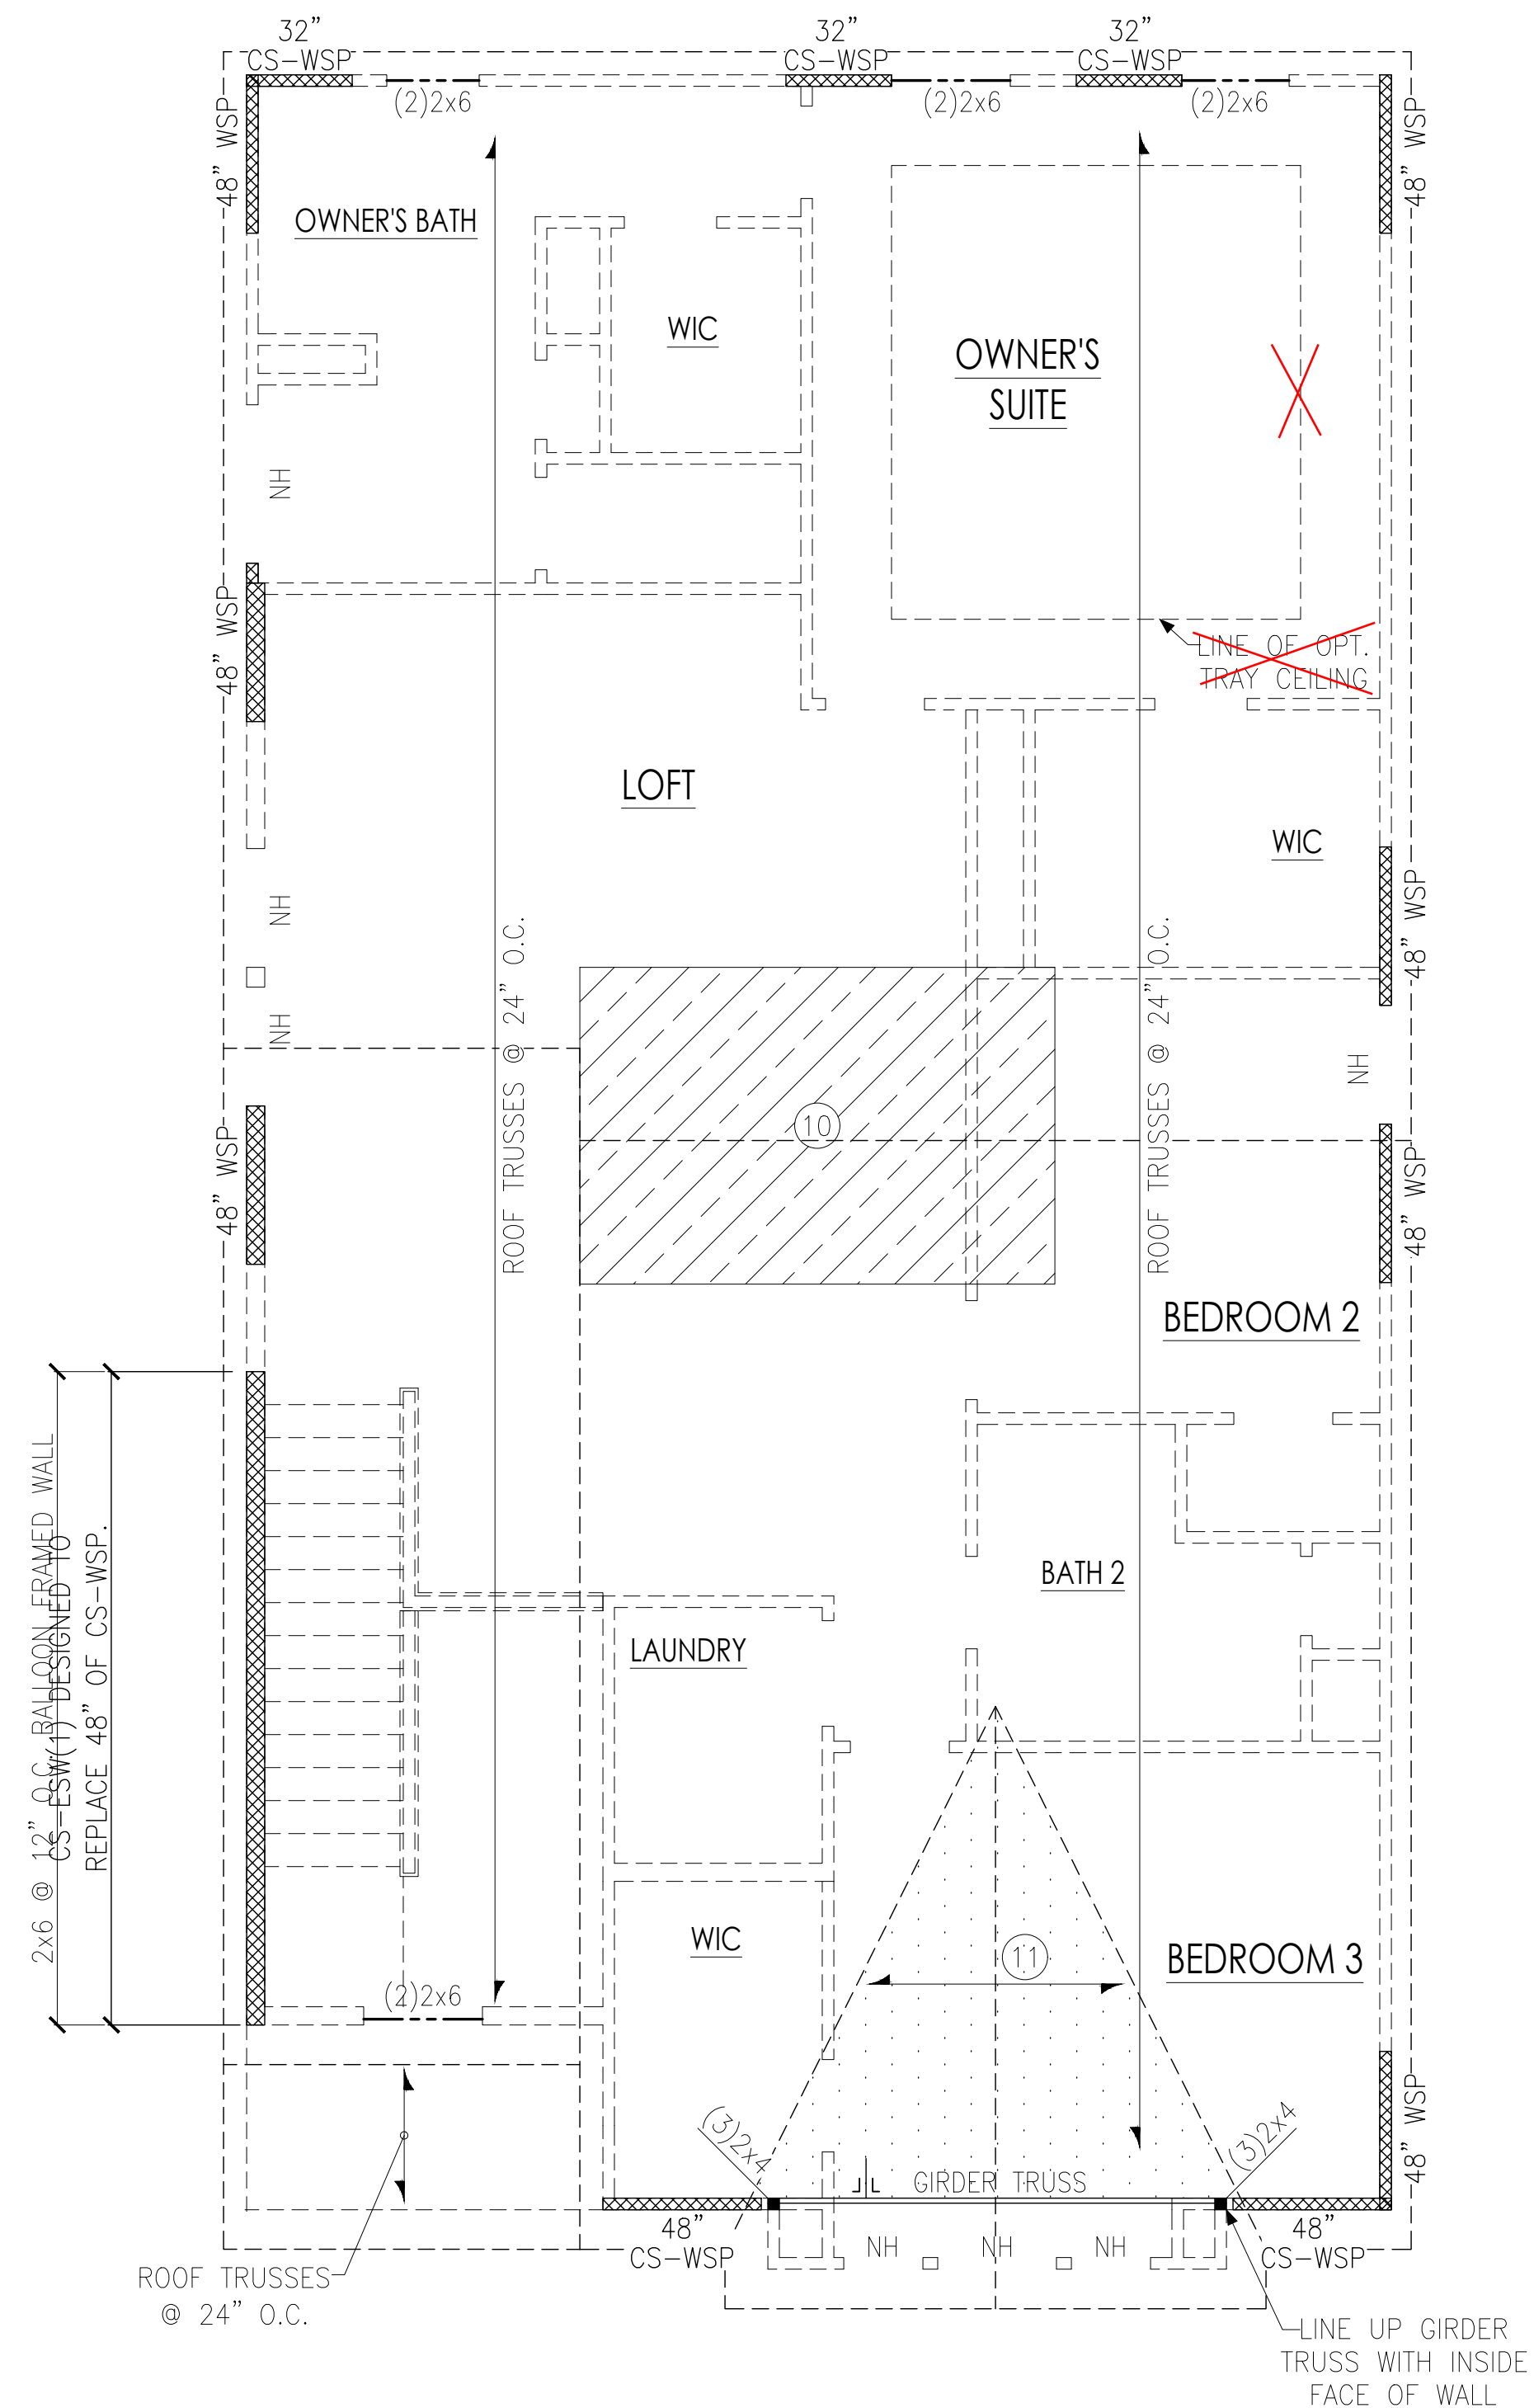 32"
CS-WSP
32"
CS-WSP
32"
CS-WSP
(2)2x6
(2)2x6
(2)2x6
48" WSP
48" WSP
OWNER'S BATH
WIC
OWNER'S
SUITE
NH
LINE OF OPT.
TRAY CEILING
48" WSP
LOFT
WIC
NH
48" WSP
NH
NH
ROOF TRUSSES @ 24" O.C.
ROOF TRUSSES @ 24" O.C.
10
48" WSP
48" WSP
BEDROOM 2
2x6 @ 12" O.C. BALLOON FRAMED WALL
CS-ESW(1) DESIGNED TO
REPLACE 48" OF CS-WSP.
BATH 2
LAUNDRY
WIC
11
BEDROOM 3
(2)2x6
(3)2x4
(3)2x4
48" WSP
GIRDER TRUSS
48"
CS-WSP
NH
NH
NH
48"
CS-WSP
ROOF TRUSSES
@ 24" O.C.
LINE UP GIRDER
TRUSS WITH INSIDE
FACE OF WALL